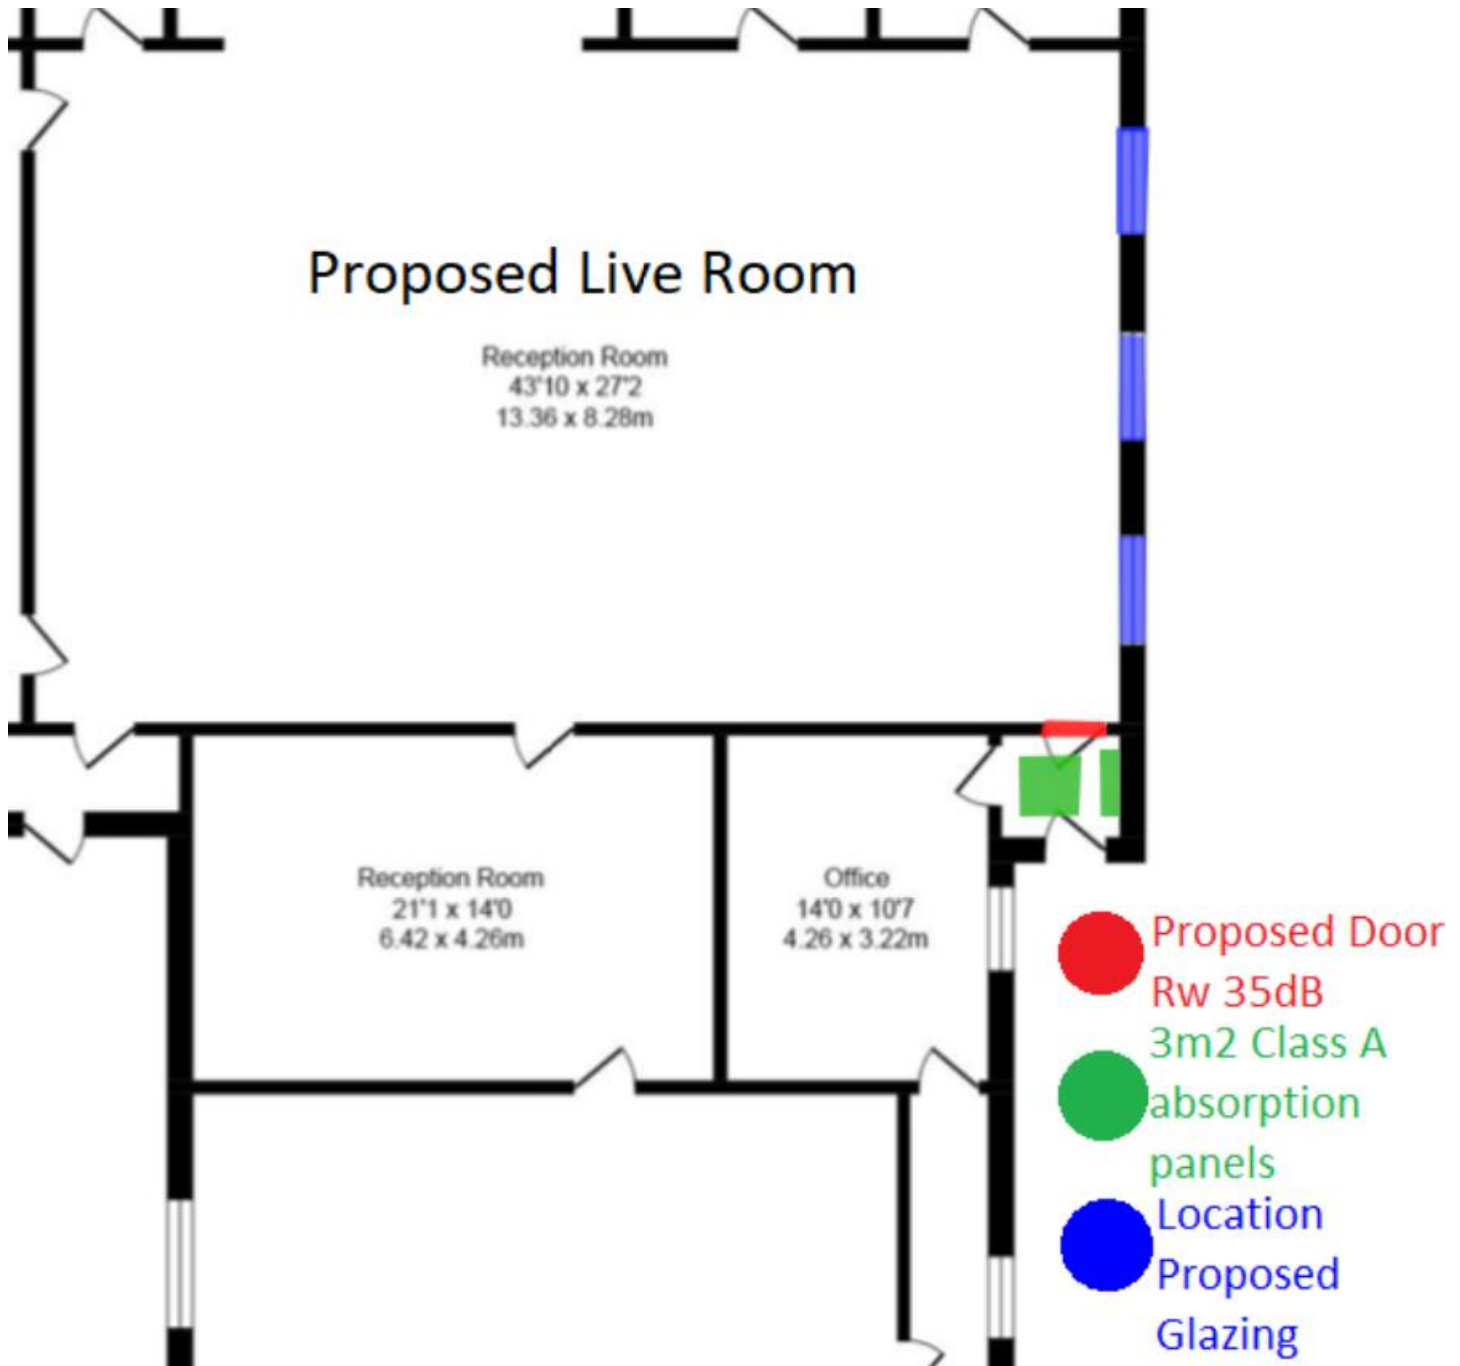 Proposed Live Room
Reception Room
43'10 x 27'2
13.36 x 8.28m
Reception Room
21'1 x 14'0
6.42 x 4.26m
Office
14'0 x 10'7
4.26 x 3.22m
Proposed Door
Rw 35dB
3m2 Class A
absorption
panels
Location
Proposed
Glazing